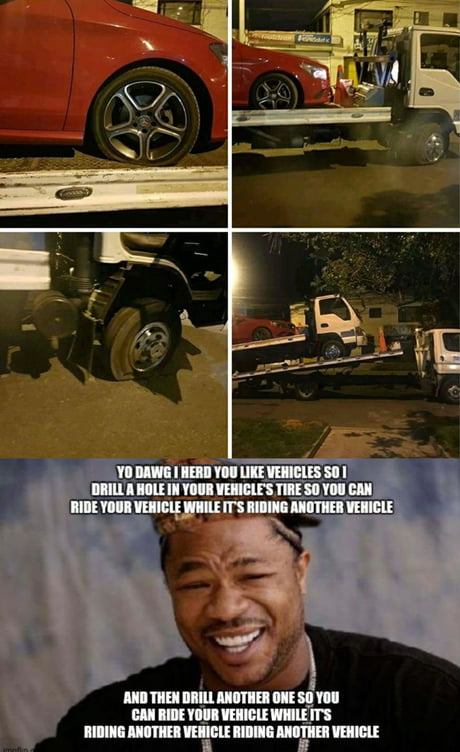 YO DAWG I HERD YOU LIKE VEHICLES SO I
DRILL A HOLE IN YOUR VEHICLE'S TIRE SO YOU CAN
RIDE YOUR VEHICLE WHILE IT'S RIDING ANOTHER VEHICLE
AND THEN DRILL ANOTHER ONE SO YOU
CAN RIDE YOUR VEHICLE WHILE IT'S
RIDING ANOTHER VEHICLE RIDING ANOTHER VEHICLE